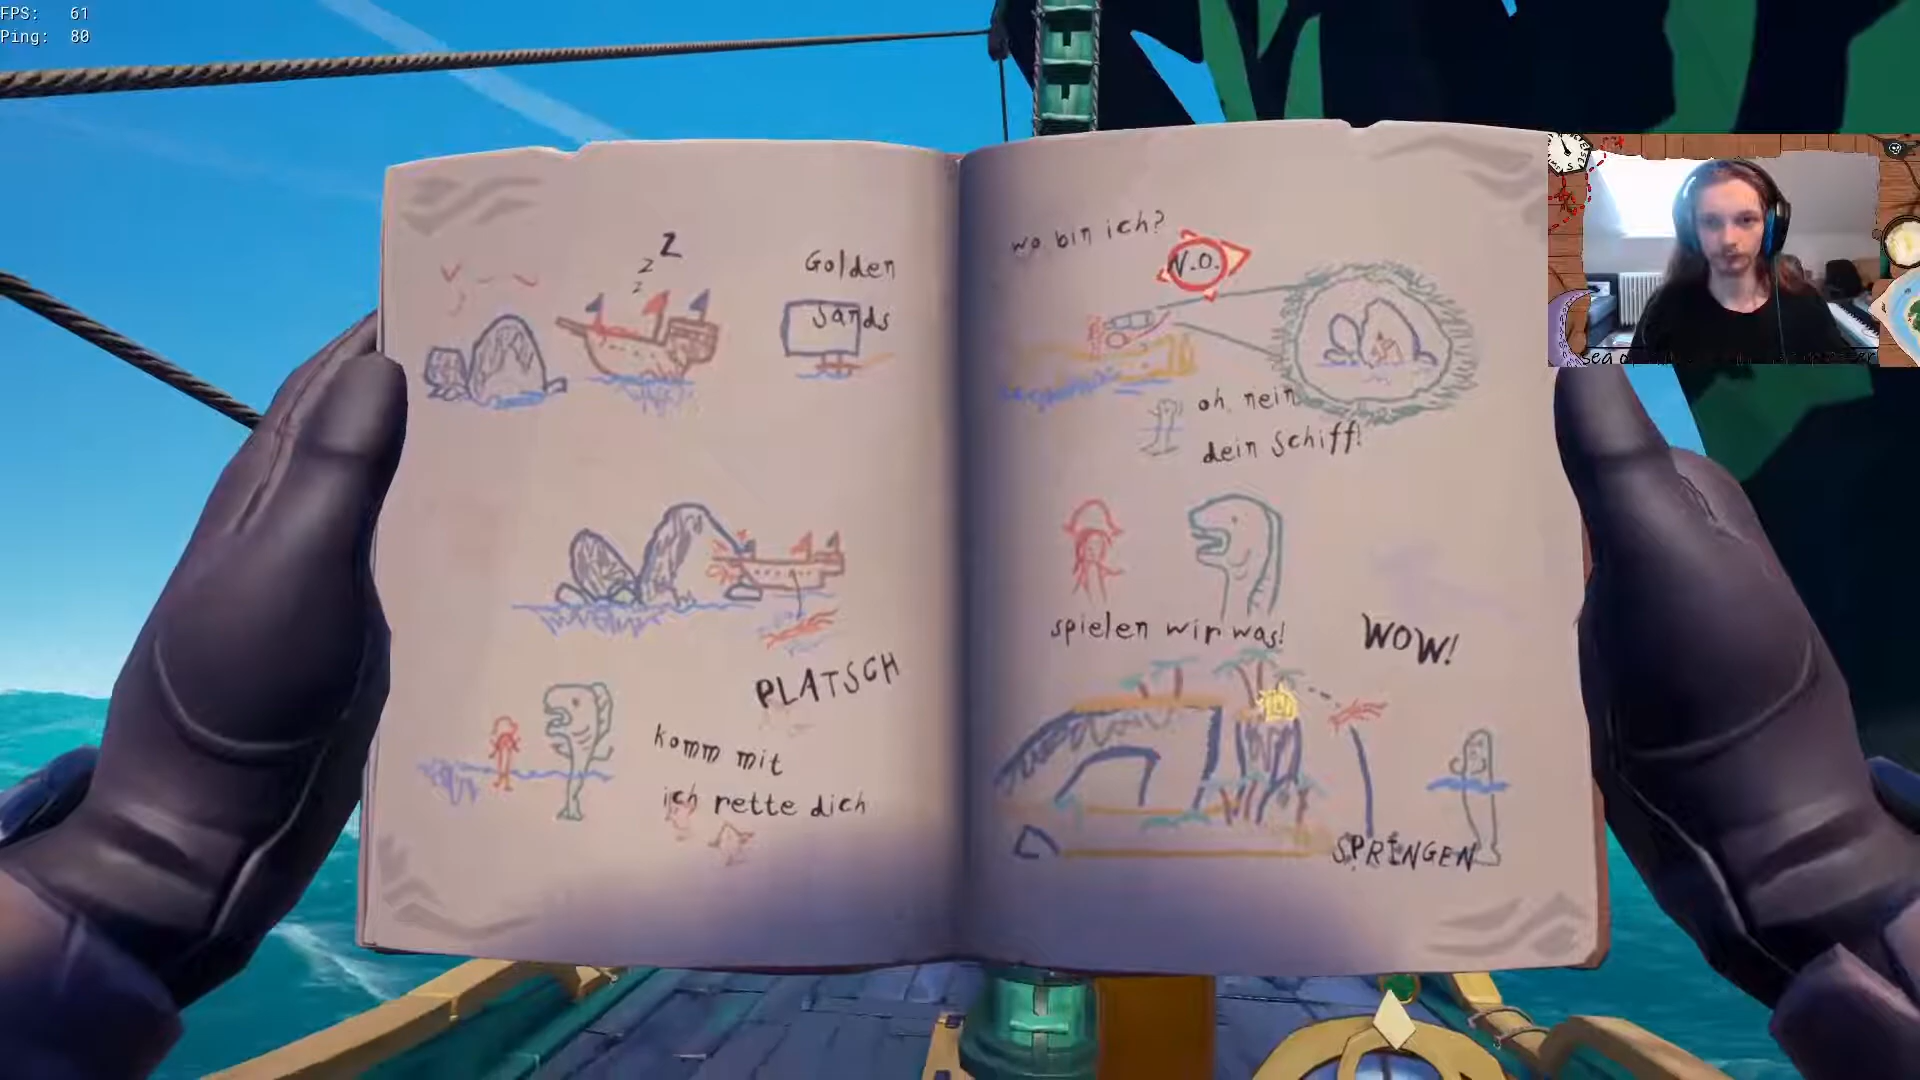 FPS: 61
Ping: 80
z
z
z
Golden
Sands
PLATSCH
komm mit
ich rette dich
wo bin ich?
N.O.
oh nein
dein Schiff!
spielen wir was!
WOW!
SPRINGEN